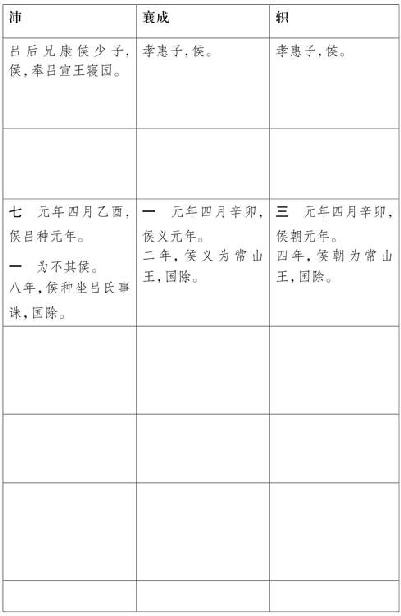 沛
襄成
轵
吕后兄康侯少子，
侯，奉吕宣王寝园。
孝惠子，侯。
孝惠子，侯。
七　元年四月乙酉，
侯吕种元年。
一　为不其侯。
八年，侯种坐吕氏事
诛，国除。
一　元年四月辛卯，
侯义元年。
二年，侯义为常山
王，国除。
三　元年四月辛卯，
侯朝元年。
四年，侯朝为常山
王，国除。